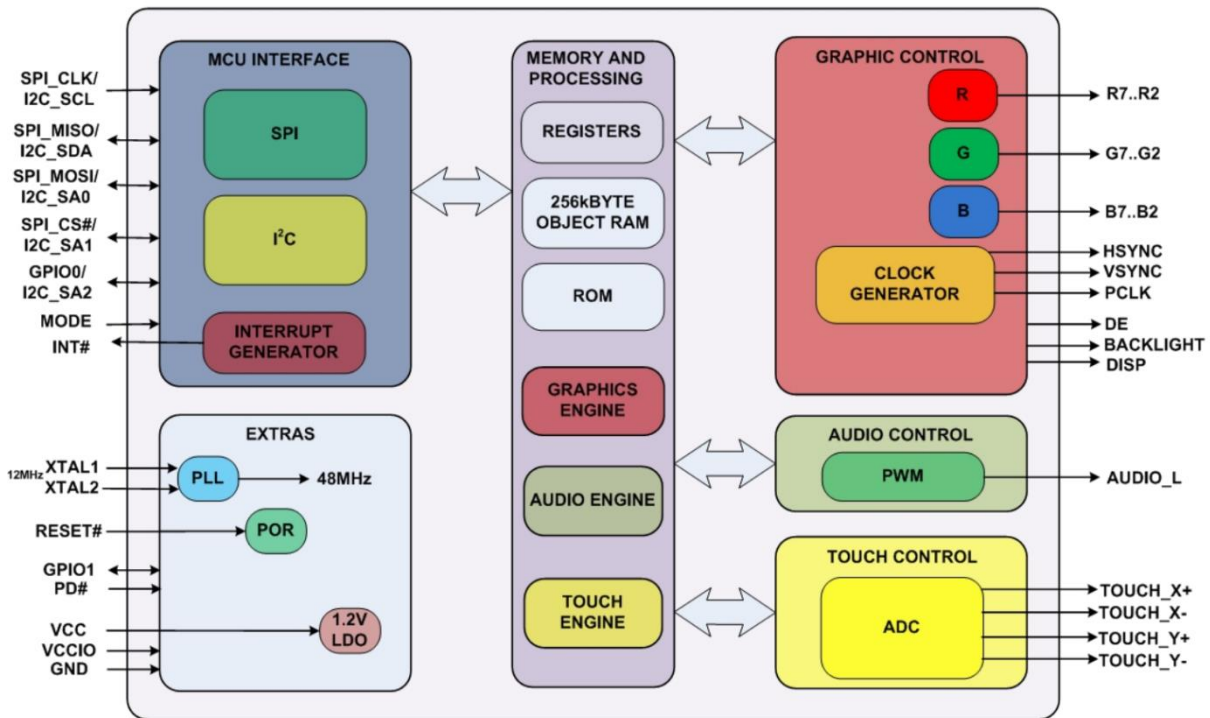 MCU INTERFACE
SPI_CLK/
I2C_SCL
SPI_MISO/
I2C_SDA
SPI_MOSI/
I2C_SA0
SPI_CS#/
I2C_SA1
GPIO0/
I2C_SA2
MODE
INT#
SPI
I²C
INTERRUPT
GENERATOR
EXTRAS
12MHz
XTAL1
XTAL2
PLL
48MHz
RESET#
POR
GPIO1
PD#
VCC
VCCIO
GND
1.2V
LDO
MEMORY AND
PROCESSING
REGISTERS
256kBYTE
OBJECT RAM
ROM
GRAPHICS
ENGINE
AUDIO ENGINE
TOUCH
ENGINE
GRAPHIC CONTROL
R
G
B
CLOCK
GENERATOR
R7..R2
G7..G2
B7..B2
HSYNC
VSYNC
PCLK
DE
BACKLIGHT
DISP
AUDIO CONTROL
PWM
AUDIO_L
TOUCH CONTROL
ADC
TOUCH_X+
TOUCH_X-
TOUCH_Y+
TOUCH_Y-